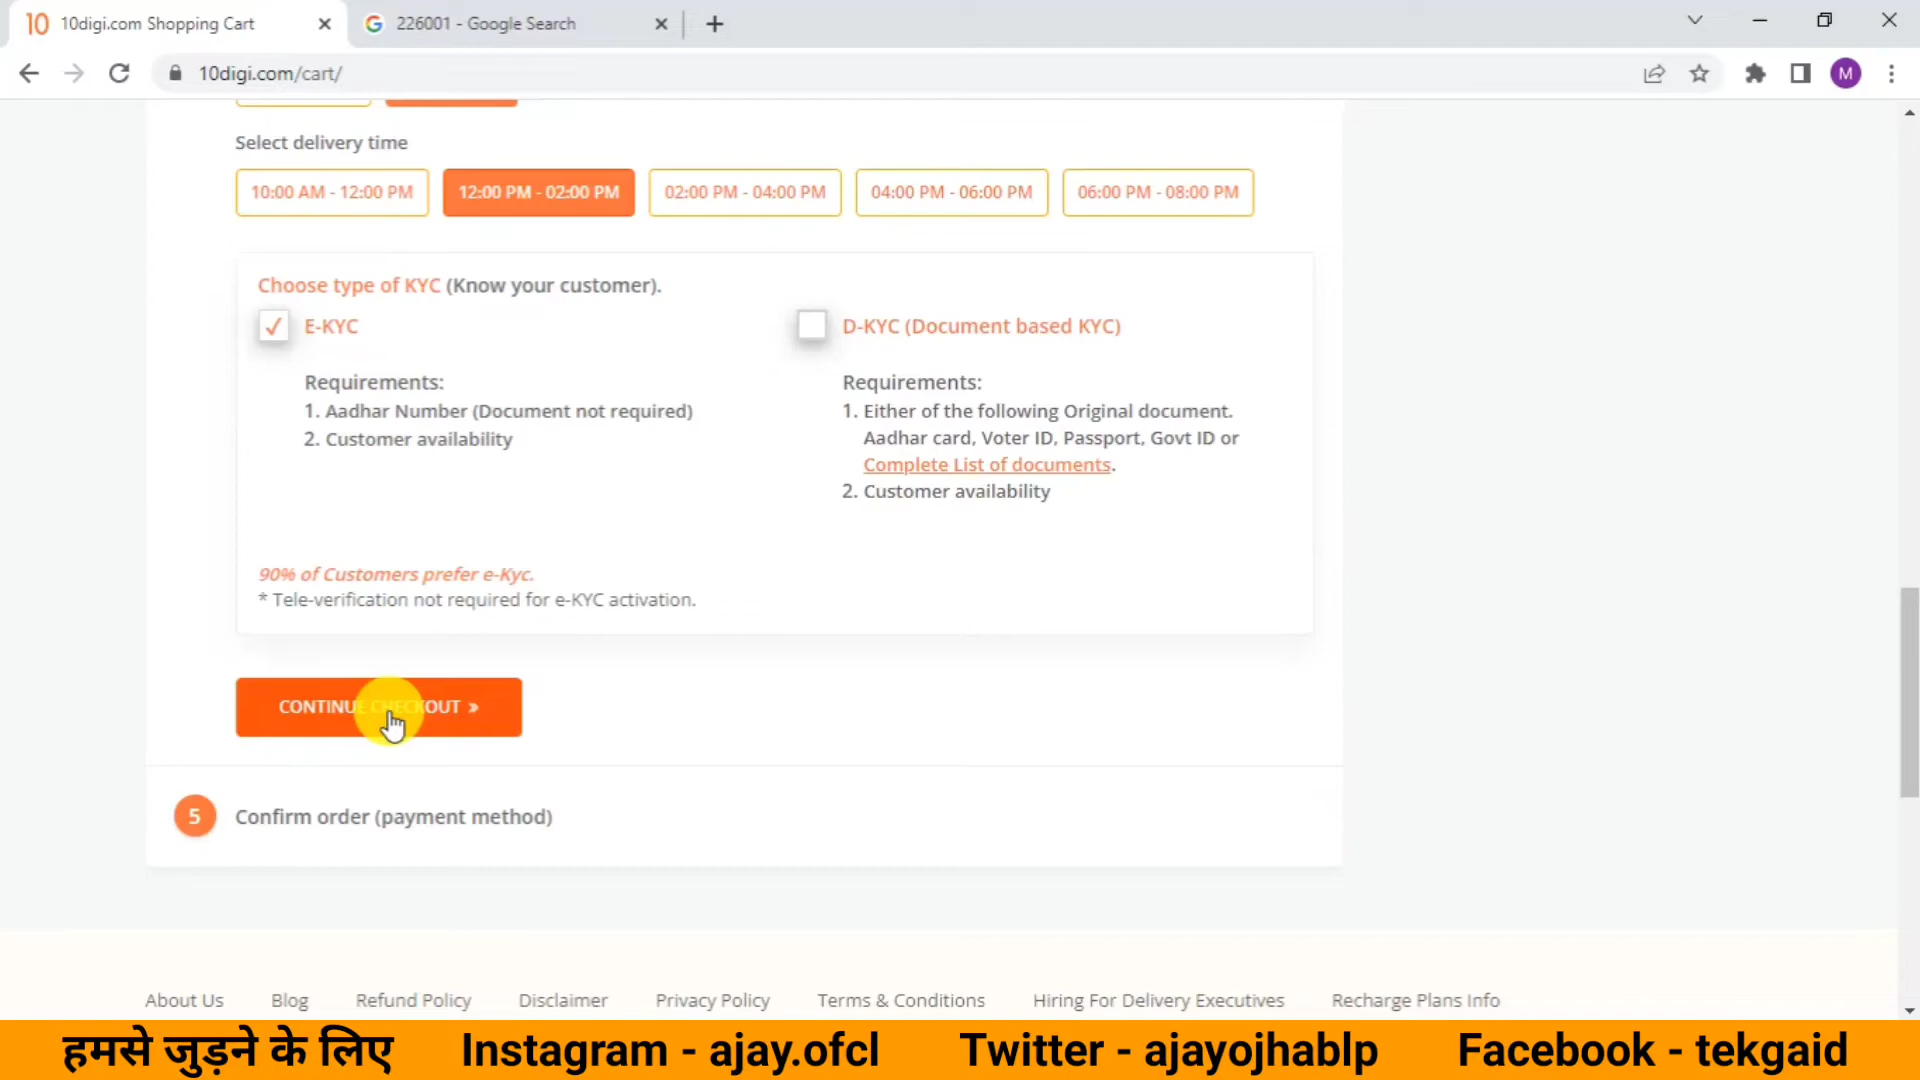 10digi.com Shopping Cart
226001 - Google Search
10digi.com/cart/
M
Select delivery time
10:00 AM - 12:00 PM
12:00 PM - 02:00 PM
02:00 PM - 04:00 PM
04:00 PM - 06:00 PM
06:00 PM - 08:00 PM
Choose type of KYC (Know your customer).
E-KYC
Requirements:
1. Aadhar Number (Document not required)
2. Customer availability
D-KYC (Document based KYC)
Requirements:
1. Either of the following Original document.
Aadhar card, Voter ID, Passport, Govt ID or
Complete List of documents.
2. Customer availability
90% of Customers prefer e-Kyc.
* Tele-verification not required for e-KYC activation.
CONTINUE CHECKOUT »
5 Confirm order (payment method)
About Us Blog Refund Policy Disclaimer Privacy Policy Terms & Conditions Hiring For Delivery Executives Recharge Plans Info
हमसे जुड़ने के लिए Instagram - ajay.ofcl Twitter - ajayojhablp Facebook - tekgaid